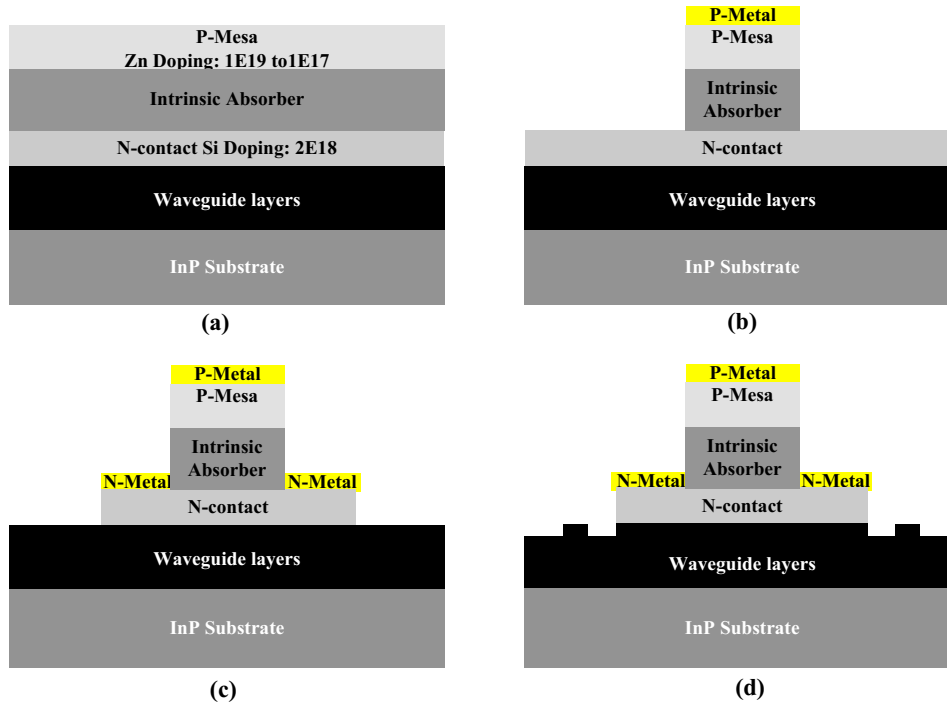 P-Mesa
Zn Doping: 1E19 to1E17
Intrinsic Absorber
N-contact Si Doping: 2E18
Waveguide layers
InP Substrate
(a)
P-Metal
P-Mesa
Intrinsic
Absorber
N-contact
Waveguide layers
InP Substrate
(b)
P-Metal
P-Mesa
Intrinsic
Absorber
N-Metal N-Metal
N-contact
Waveguide layers
InP Substrate
(c)
P-Metal
P-Mesa
Intrinsic
Absorber
N-Metal N-Metal
N-contact
Waveguide layers
InP Substrate
(d)